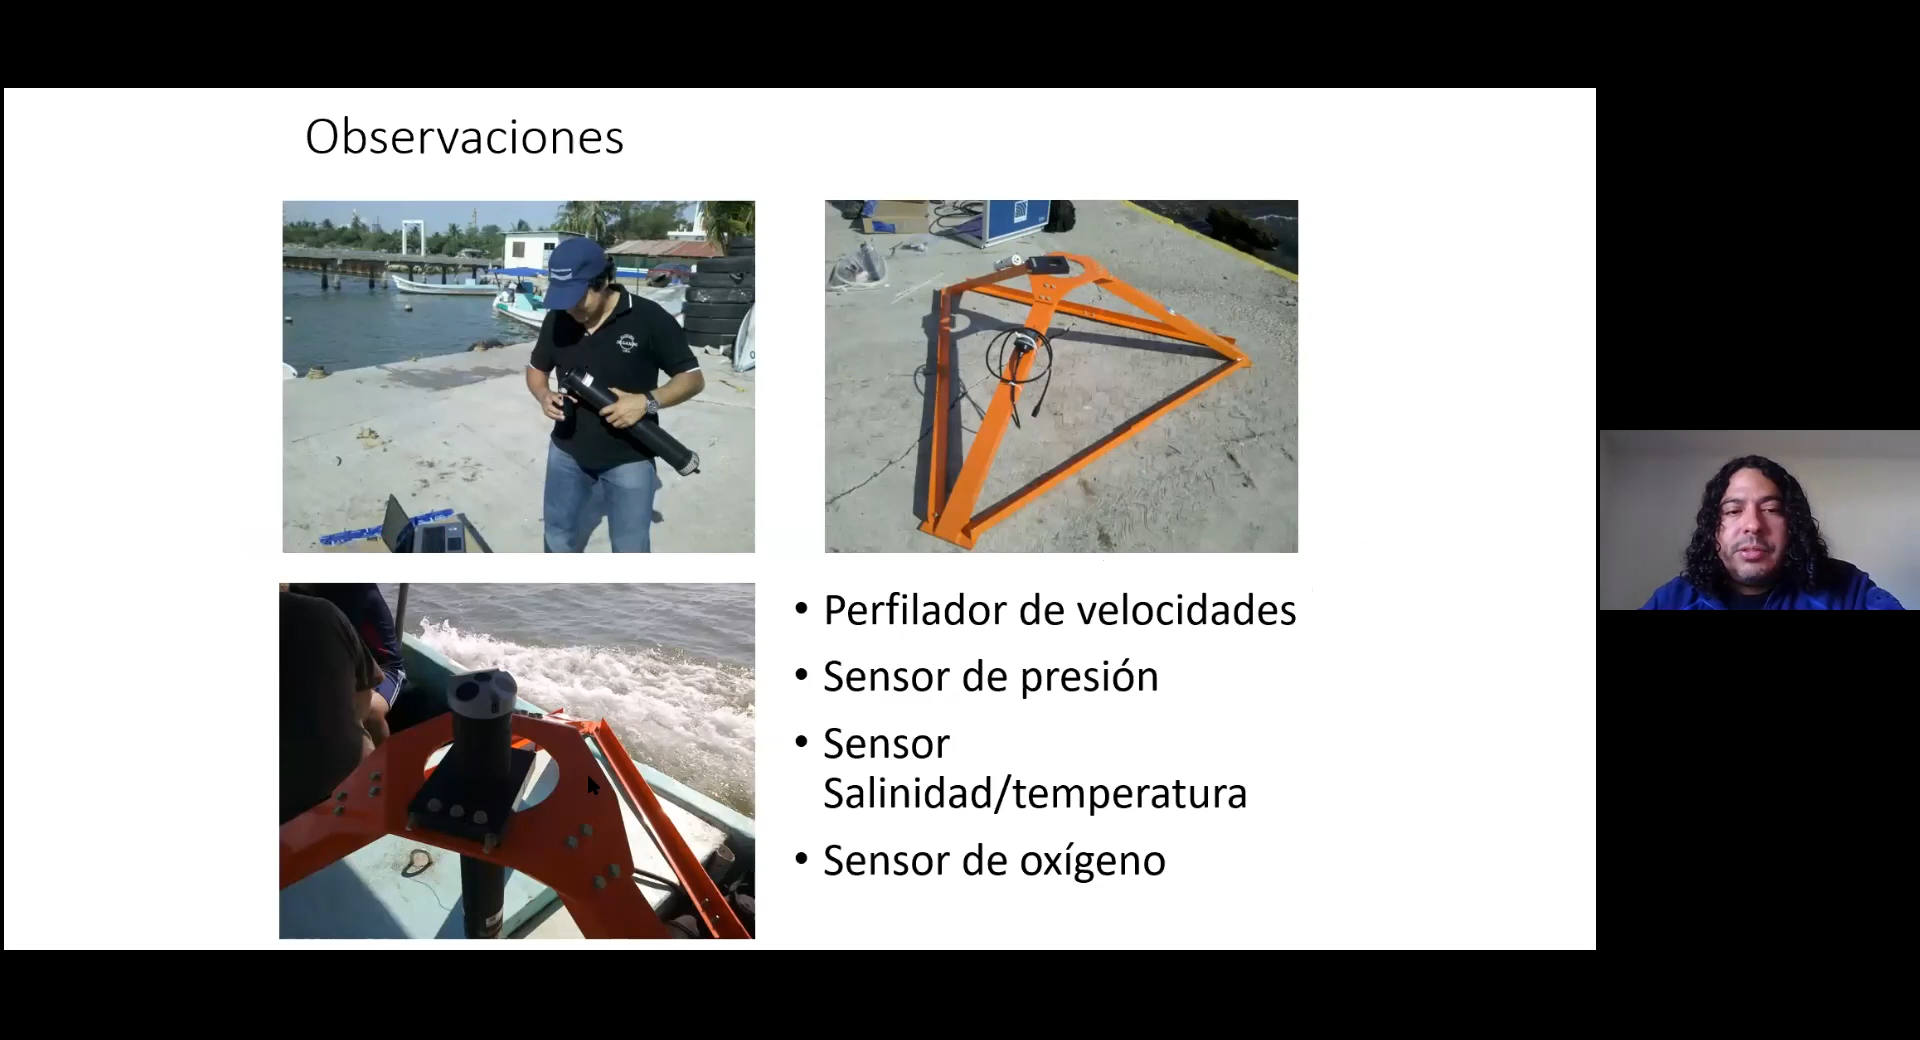 Observaciones
• Perfilador de velocidades
• Sensor de presión
• Sensor
Salinidad/temperatura
• Sensor de oxígeno